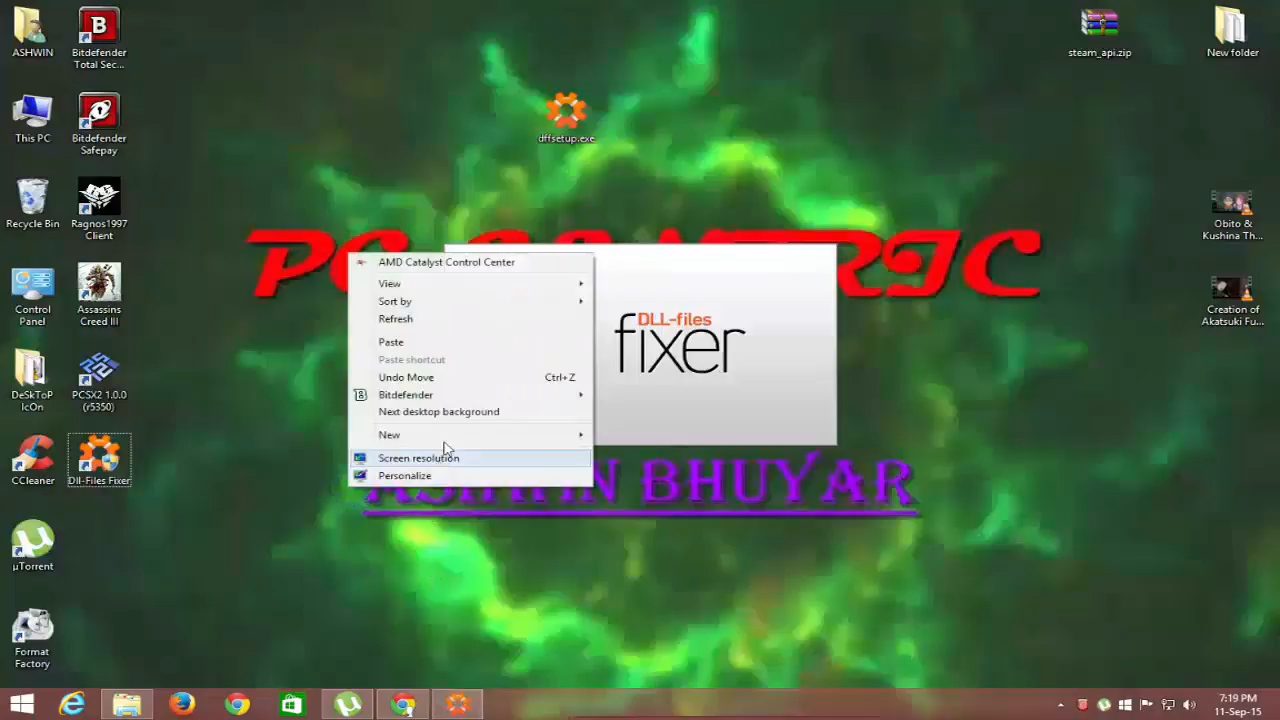 ASHWIN
Bitdefender
Total Sec...
This PC
Bitdefender
Safepay
Recycle Bin
Ragnos1997
Client
Control
Panel
Assassins
Creed III
DeSkToP
IcOn
PCSX2 1.0.0
(r5350)
CCleaner
Dll-Files Fixer
µTorrent
Format
Factory
dffsetup.exe
steam_api.zip
New folder
Obito &
Kushina Th...
Creation of
Akatsuki Fu...
AMD Catalyst Control Center
View
Sort by
Refresh
Paste
Paste shortcut
Undo Move Ctrl+Z
Bitdefender
Next desktop background
New
Screen resolution
Personalize
DLL-files
fixer
BHUYAR
7:19 PM
11-Sep-15